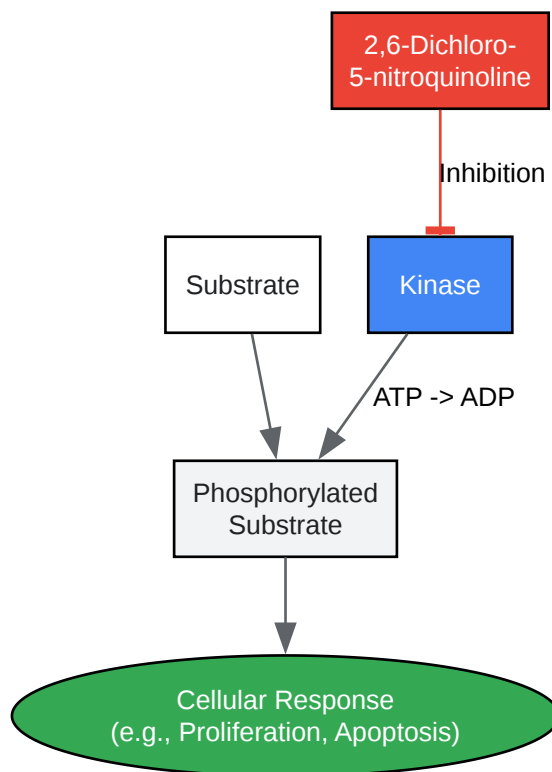 2,6-Dichloro-
5-nitroquinoline
Inhibition
Substrate
Kinase
ATP -> ADP
Phosphorylated
Substrate
Cellular Response
(e.g., Proliferation, Apoptosis)